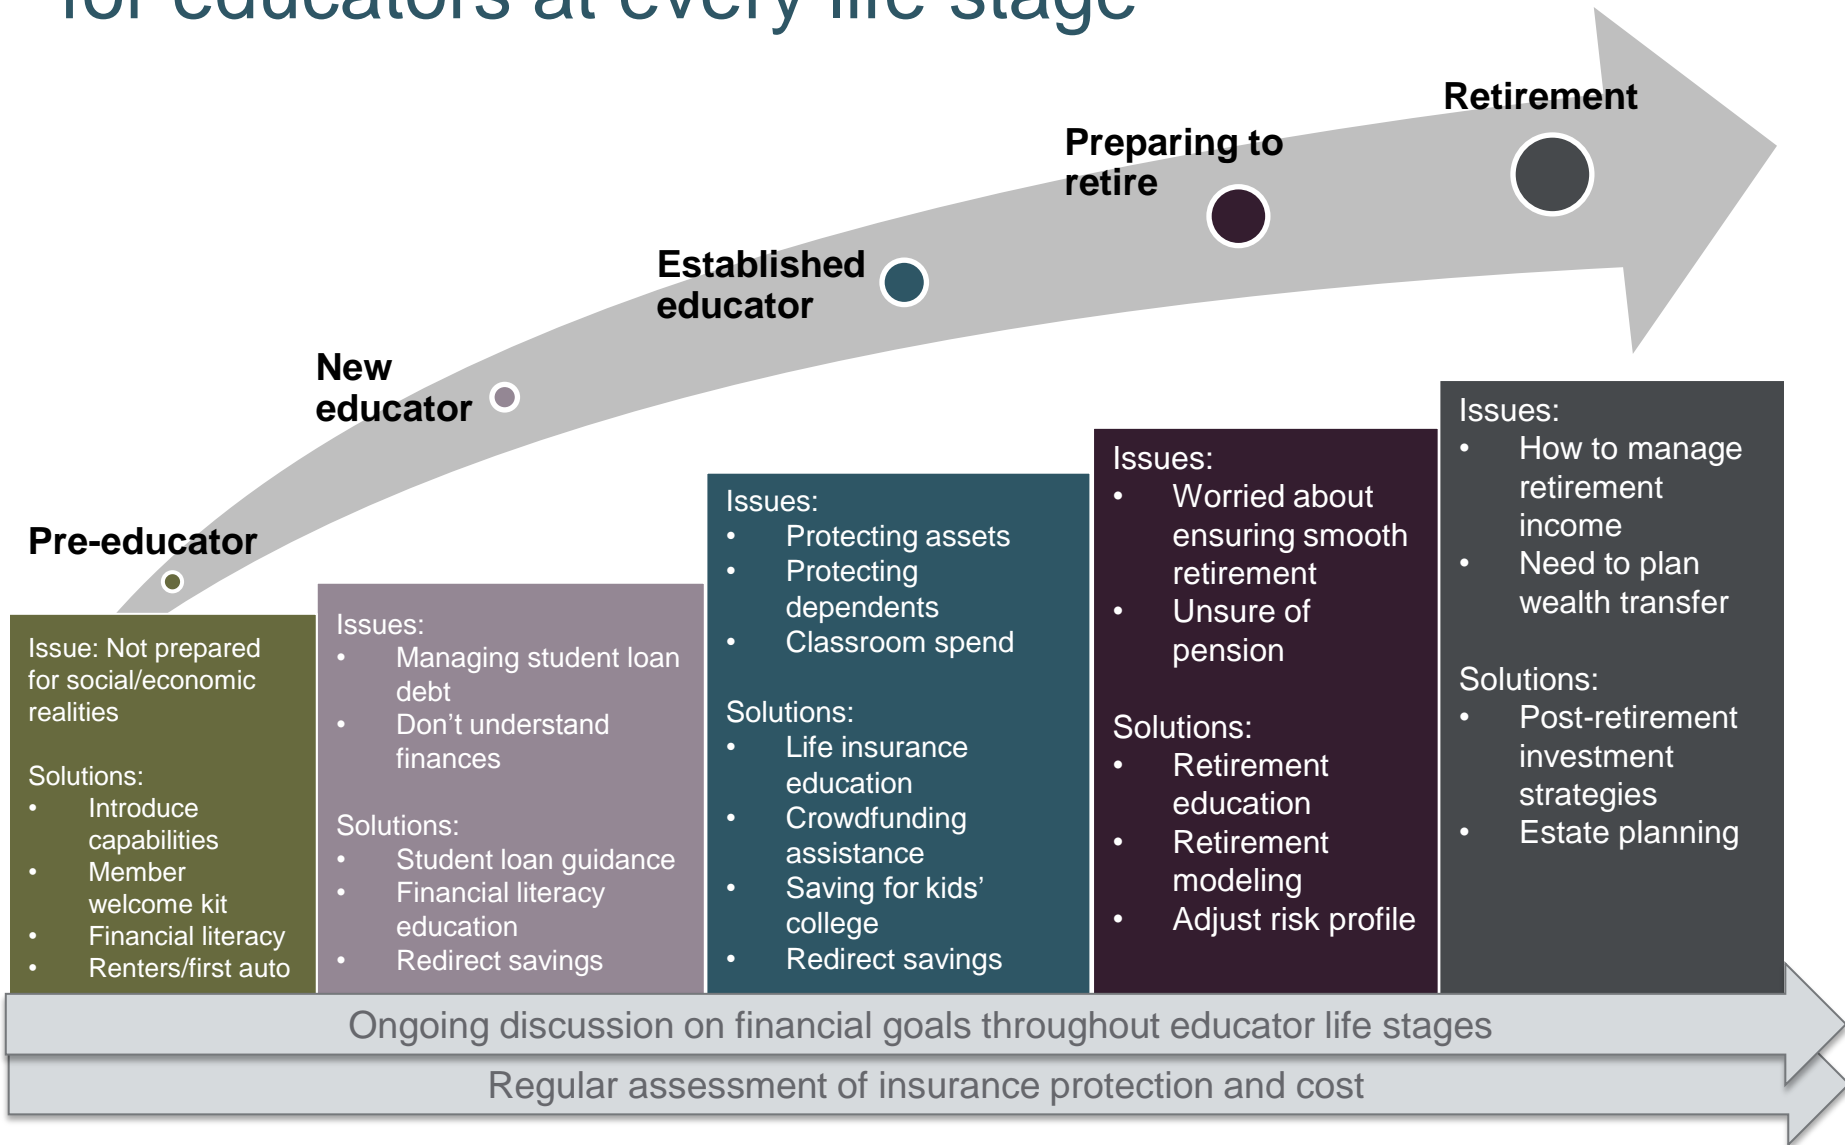 for educators at every life stage
Retirement
Preparing to
retire
Established
educator
New
educator
Pre-educator
Issue: Not prepared
for social/economic
realities
Solutions:
• Introduce
capabilities
• Member
welcome kit
• Financial literacy
• Renters/first auto
Issues:
• Managing student loan
debt
• Don’t understand
finances
Solutions:
• Student loan guidance
• Financial literacy
education
• Redirect savings
Issues:
• Protecting assets
• Protecting
dependents
• Classroom spend
Solutions:
• Life insurance
education
• Crowdfunding
assistance
• Saving for kids’
college
• Redirect savings
Issues:
• Worried about
ensuring smooth
retirement
• Unsure of
pension
Solutions:
• Retirement
education
• Retirement
modeling
• Adjust risk profile
Issues:
• How to manage
retirement
income
• Need to plan
wealth transfer
Solutions:
• Post-retirement
investment
strategies
• Estate planning
Ongoing discussion on financial goals throughout educator life stages
Regular assessment of insurance protection and cost